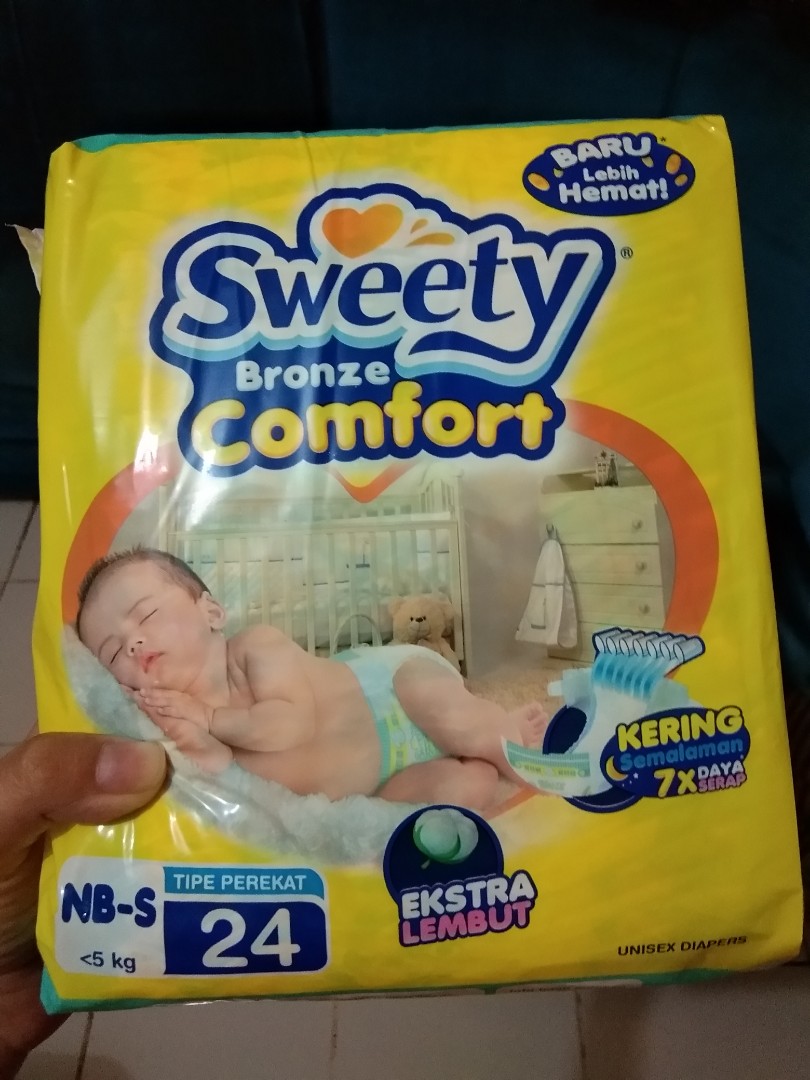 BARU*
Lebih
Hemat!
Sweety®
Bronze
Comfort
KERING
Semalaman
7x DAYA
SERAP
NB-S
<5 kg
TIPE PEREKAT
24
EKSTRA
LEMBUT
UNISEX DIAPERS